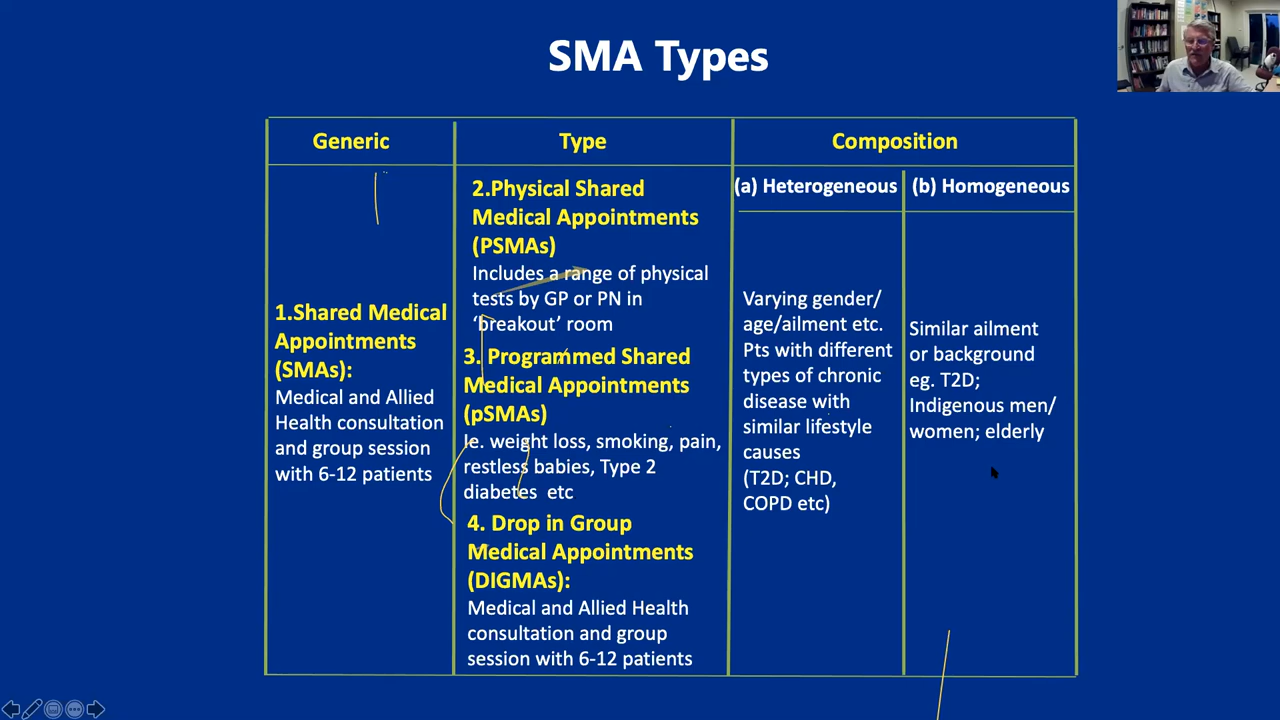 SMA Types
Generic
Type
Composition
1.Shared Medical
Appointments
(SMAs):
Medical and Allied
Health consultation
and group session
with 6-12 patients
2.Physical Shared
Medical Appointments
(PSMAs)
Includes a range of physical
tests by GP or PN in
‘breakout’ room
3. Programmed Shared
Medical Appointments
(pSMAs)
Ie. weight loss, smoking, pain,
restless babies, Type 2
diabetes etc
4. Drop in Group
Medical Appointments
(DIGMAs):
Medical and Allied Health
consultation and group
session with 6-12 patients
(a) Heterogeneous
Varying gender/
age/ailment etc.
Pts with different
types of chronic
disease with
similar lifestyle
causes
(T2D; CHD,
COPD etc)
(b) Homogeneous
Similar ailment
or background
eg. T2D;
Indigenous men/
women; elderly